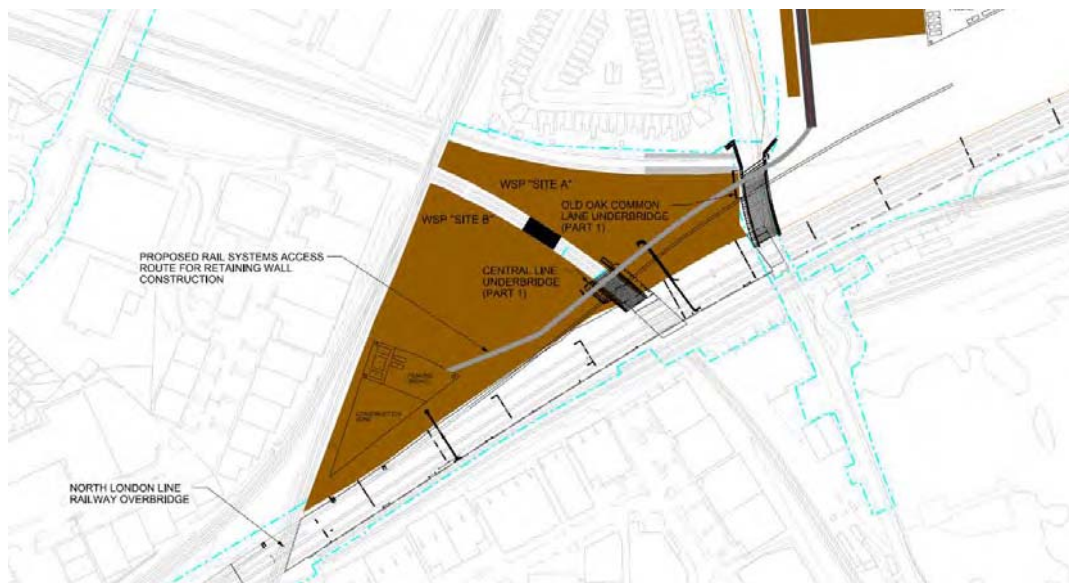 WSP "SITE A"
WSP "SITE B"
OLD OAK COMMON
LANE UNDERBRIDGE
(PART 1)
PROPOSED RAIL SYSTEMS ACCESS
ROUTE FOR RETAINING WALL
CONSTRUCTION
CENTRAL LINE
UNDERBRIDGE
(PART 1)
CONSTRUCTION
NORTH LONDON LINE
RAILWAY OVERBRIDGE